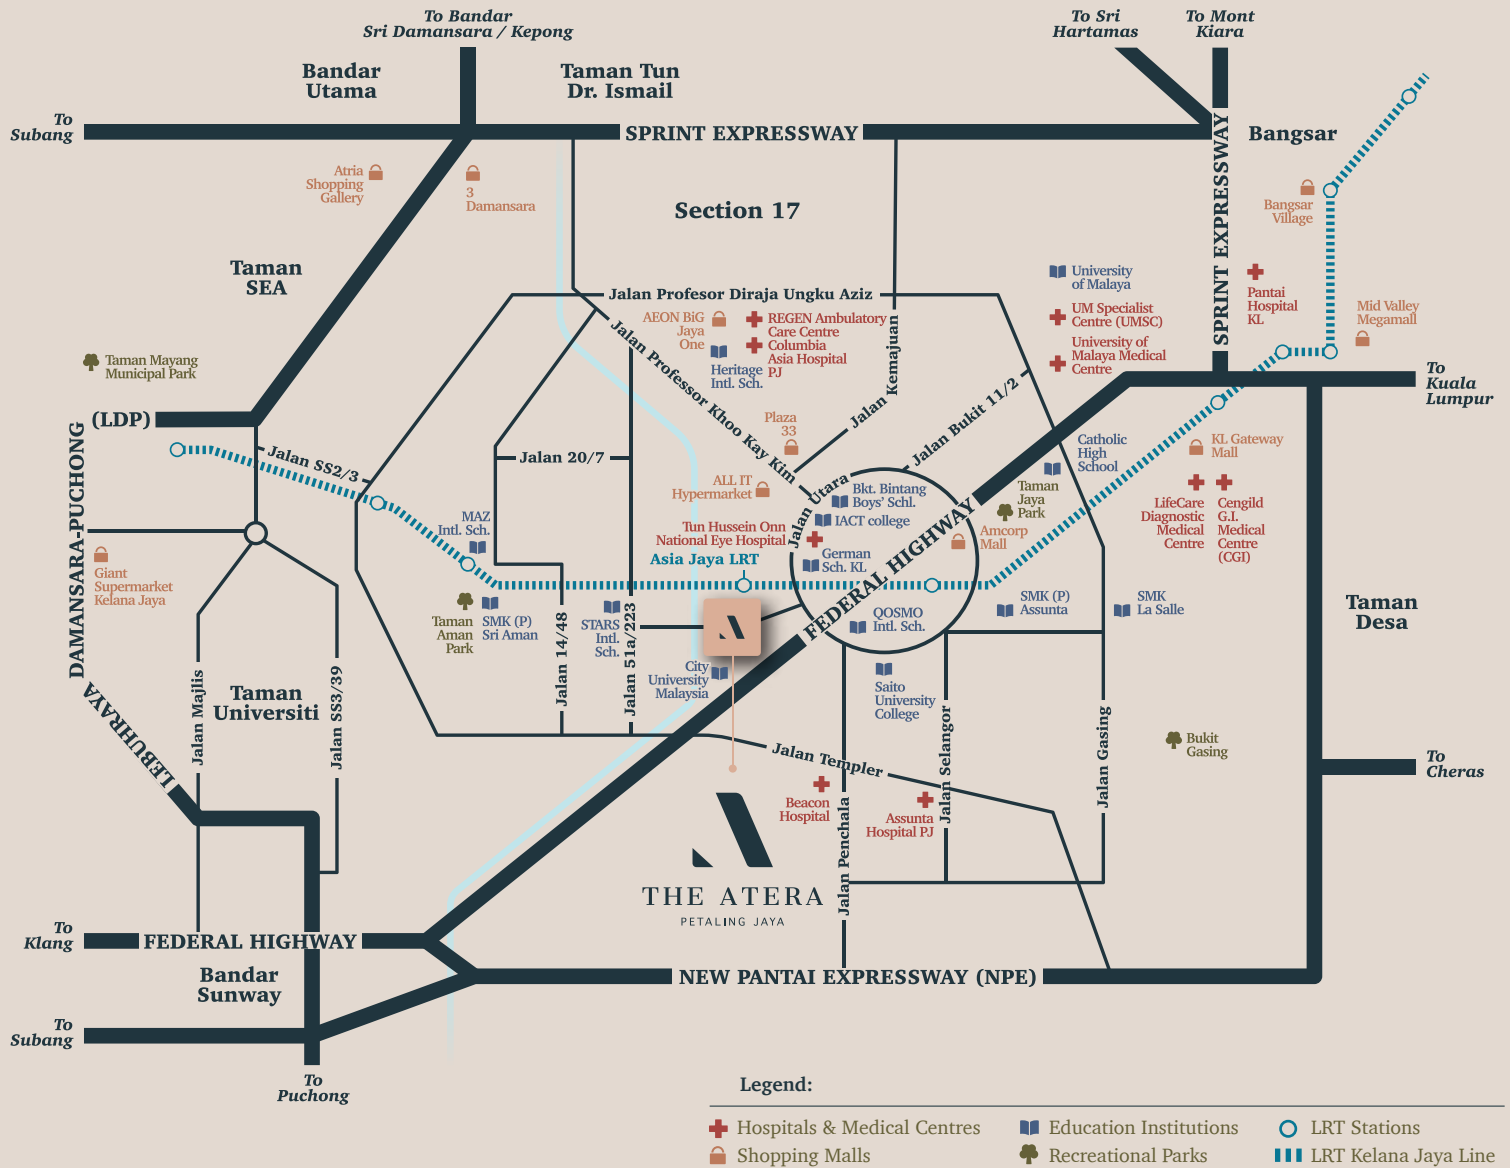 To Bandar
Sri Damansara / Kepong
To Sri
Hartamas
To Mont
Kiara
Bandar
Utama
Taman Tun
Dr. Ismail
To
Subang
SPRINT EXPRESSWAY
SPRINT EXPRESSWAY
SPRINT EXPRESSWAY
Bangsar
Atria
Shopping
Gallery
3
Damansara
Section 17
Bangsar
Village
Taman
SEA
University
of Malaya
Pantai
Hospital
KL
UM Specialist
Centre (UMSC)
University of
Malaya Medical
Centre
Mid Valley
Megamall
Jalan Profesor Diraja Ungku Aziz
AEON BiG
Jaya
One
REGEN Ambulatory
Care Centre
Columbia
Asia Hospital
PJ
Heritage
Intl. Sch.
Jalan Professor Khoo Kay Kim
Jalan Kemajuan
Jalan Bukit 11/2
Taman Mayang
Municipal Park
To
Kuala
Lumpur
(LDP)
DAMANSARA-PUCHONG
LEBUHRAYA
Jalan SS2/3
Jalan 20/7
Plaza
33
ALL IT
Hypermarket
Jalan Utara
Bkt. Bintang
Boys' Schl.
IACT college
Tun Hussein Onn
National Eye Hospital
German
Sch. KL
Asia Jaya LRT
Catholic
High
School
Taman
Jaya
Park
Amcorp
Mall
KL Gateway
Mall
LifeCare
Diagnostic
Medical
Centre
Cengild
G.I.
Medical
Centre
(CGI)
MAZ
Intl. Sch.
Giant
Supermarket
Kelana Jaya
FEDERAL HIGHWAY
Taman
Aman
Park
SMK (P)
Sri Aman
STARS
Intl.
Sch.
Jalan 14/48
Jalan 51a/223
QOSMO
Intl. Sch.
SMK (P)
Assunta
SMK
La Salle
Taman
Desa
City
University
Malaysia
Saito
University
College
Jalan Majlis
Taman
Universiti
Jalan SS3/39
Jalan Templer
Jalan Selangor
Jalan Gasing
Bukit
Gasing
To
Cheras
Beacon
Hospital
Assunta
Hospital PJ
Jalan Penchala
THE ATERA
PETALING JAYA
To
Klang
FEDERAL HIGHWAY
Bandar
Sunway
NEW PANTAI EXPRESSWAY (NPE)
To
Subang
To
Puchong
Legend:
Hospitals & Medical Centres
Education Institutions
LRT Stations
Shopping Malls
Recreational Parks
LRT Kelana Jaya Line